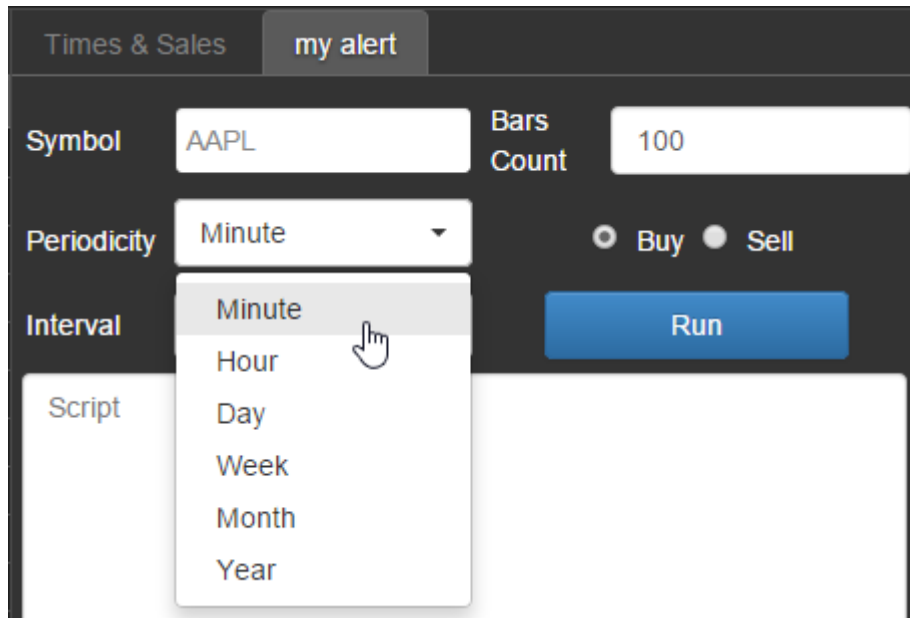 Times & Sales
my alert
Symbol
AAPL
Bars
Count
100
Periodicity
Minute
Buy
Sell
Interval
Minute
Hour
Day
Week
Month
Year
Run
Script